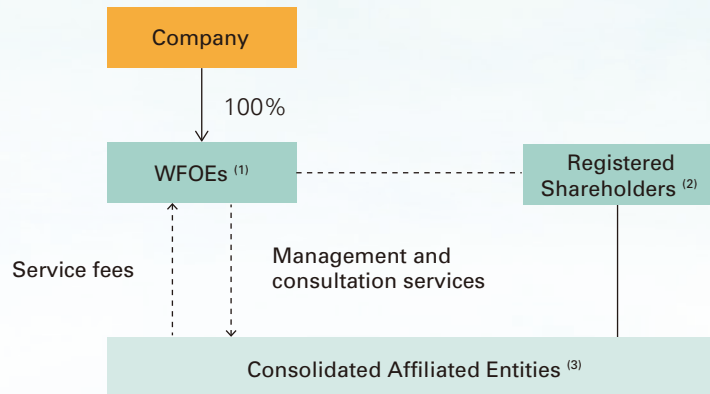 Company
100%
WFOEs (1)
Registered
Shareholders (2)
Service fees
Management and
consultation services
Consolidated Affiliated Entities (3)